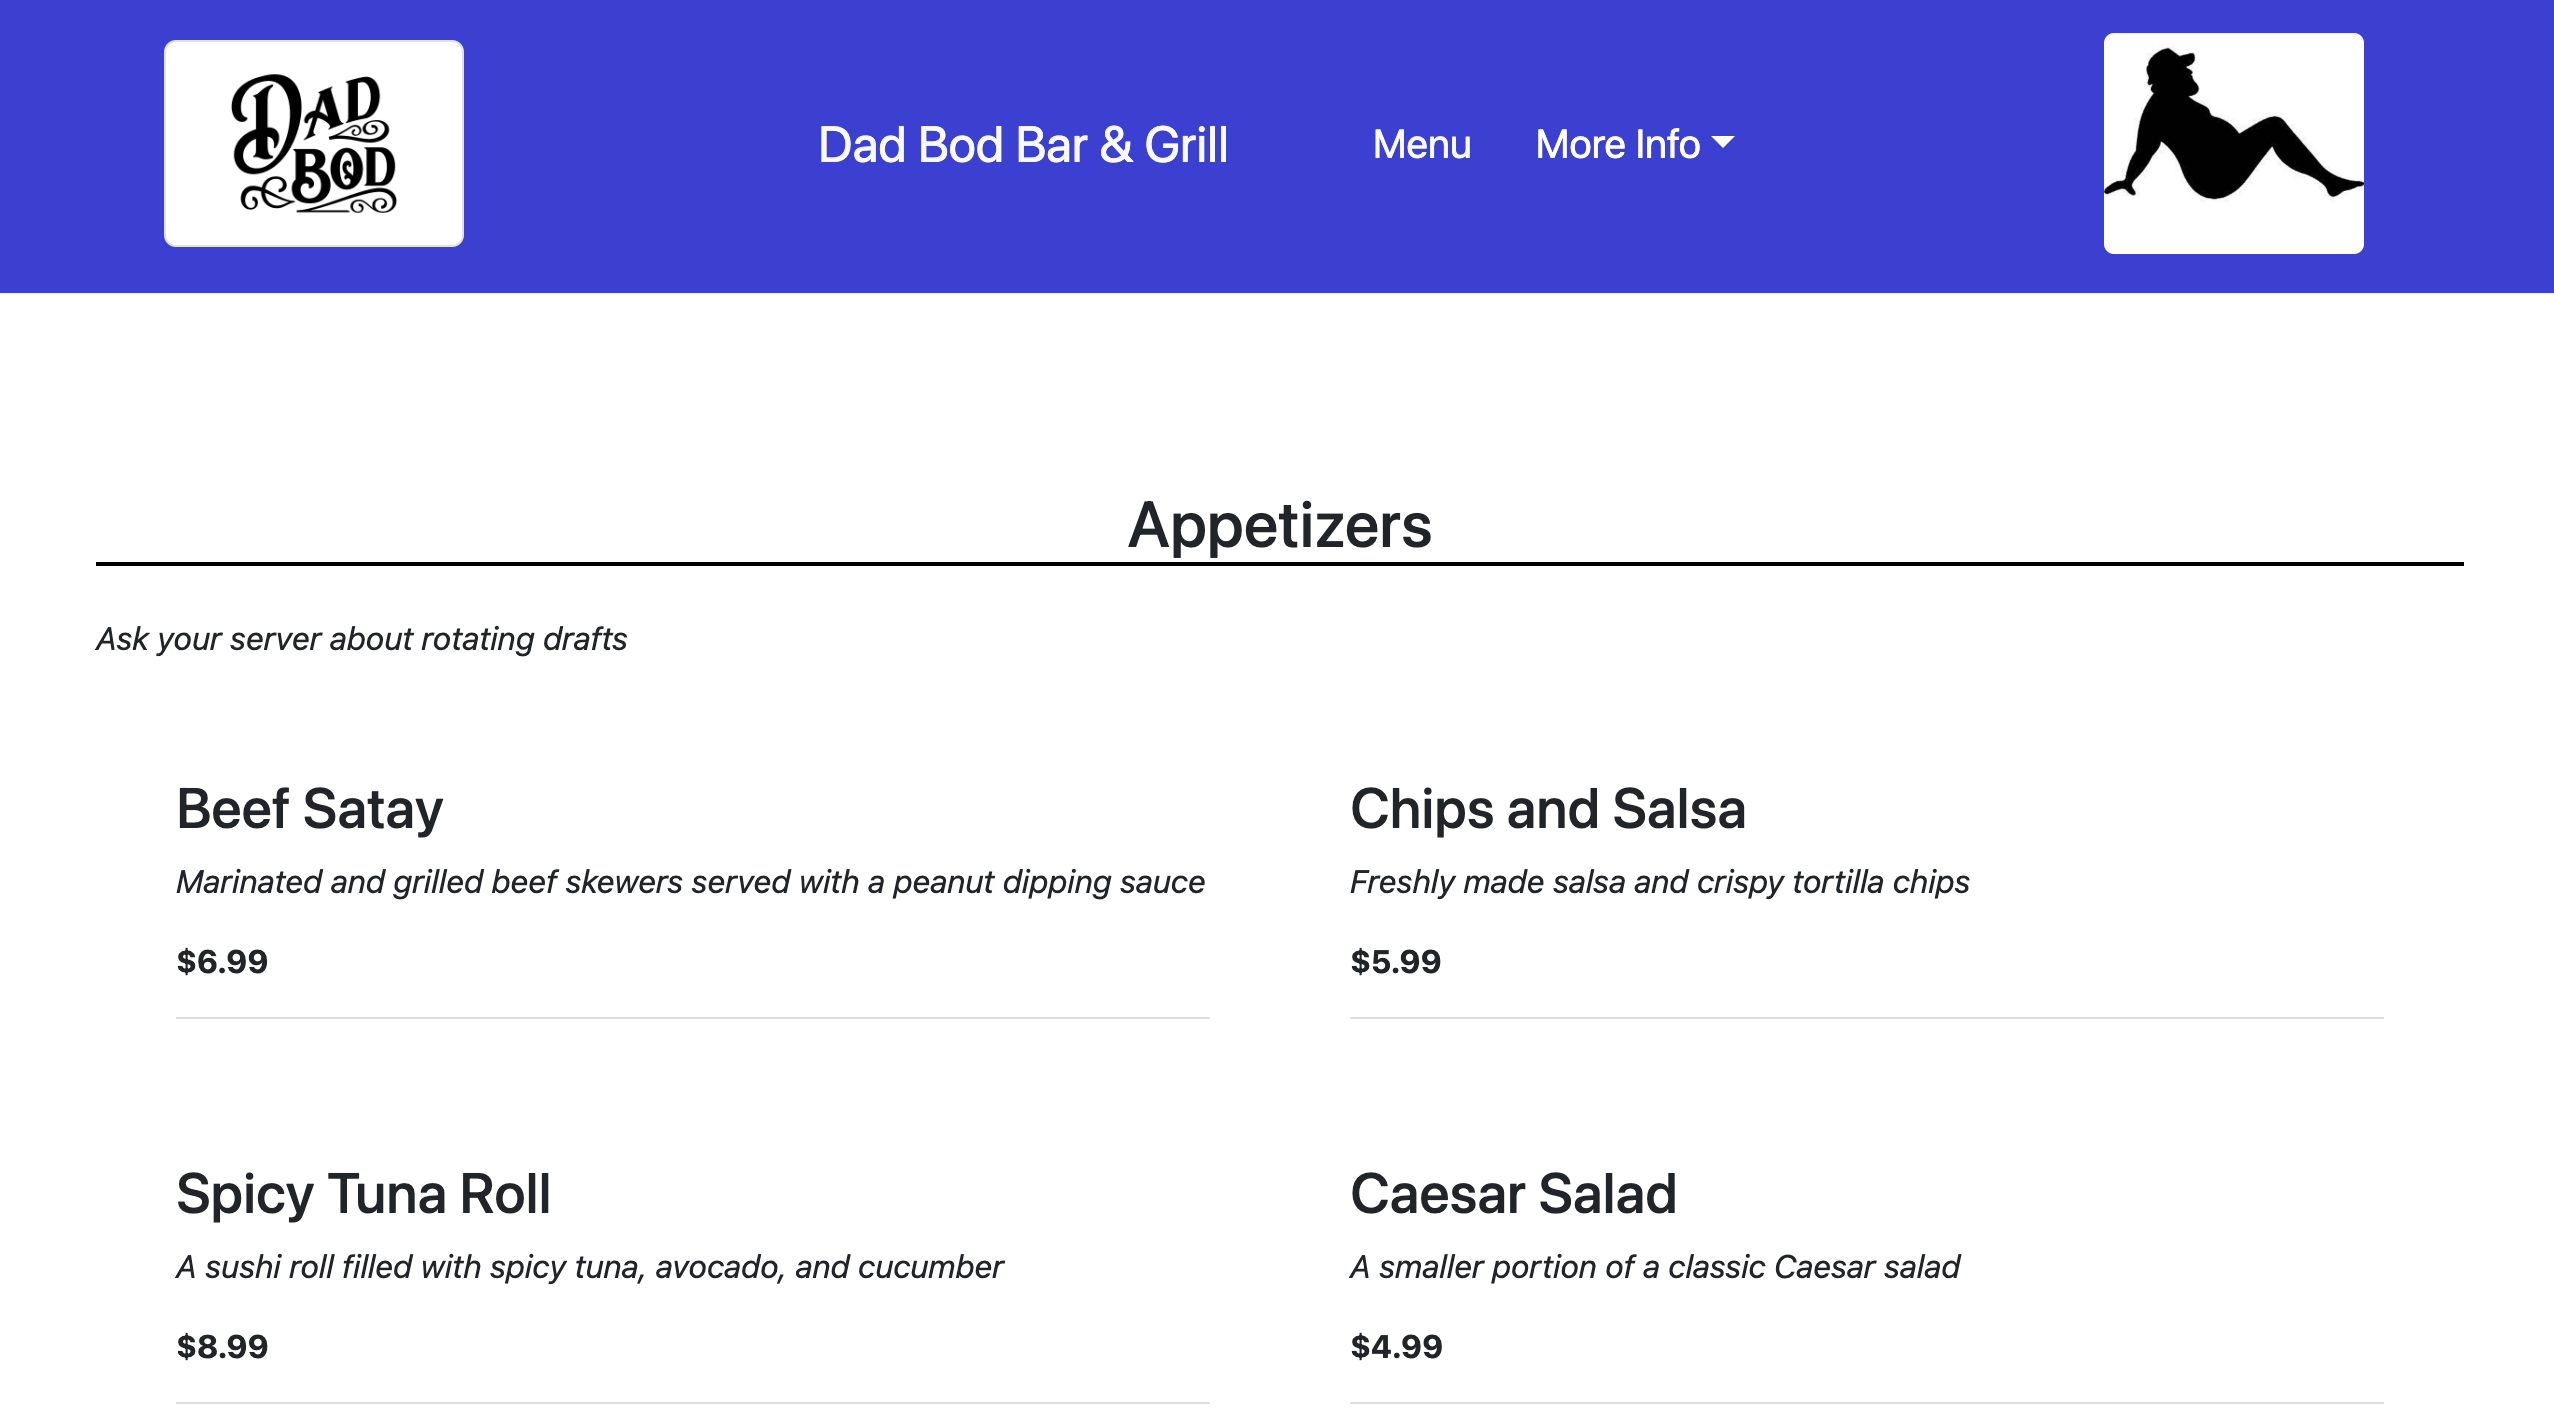 DAD
BOD
Dad Bod Bar & Grill
Menu
More Info
Appetizers
Ask your server about rotating drafts
Beef Satay
Marinated and grilled beef skewers served with a peanut dipping sauce
$6.99
Chips and Salsa
Freshly made salsa and crispy tortilla chips
$5.99
Spicy Tuna Roll
A sushi roll filled with spicy tuna, avocado, and cucumber
$8.99
Caesar Salad
A smaller portion of a classic Caesar salad
$4.99